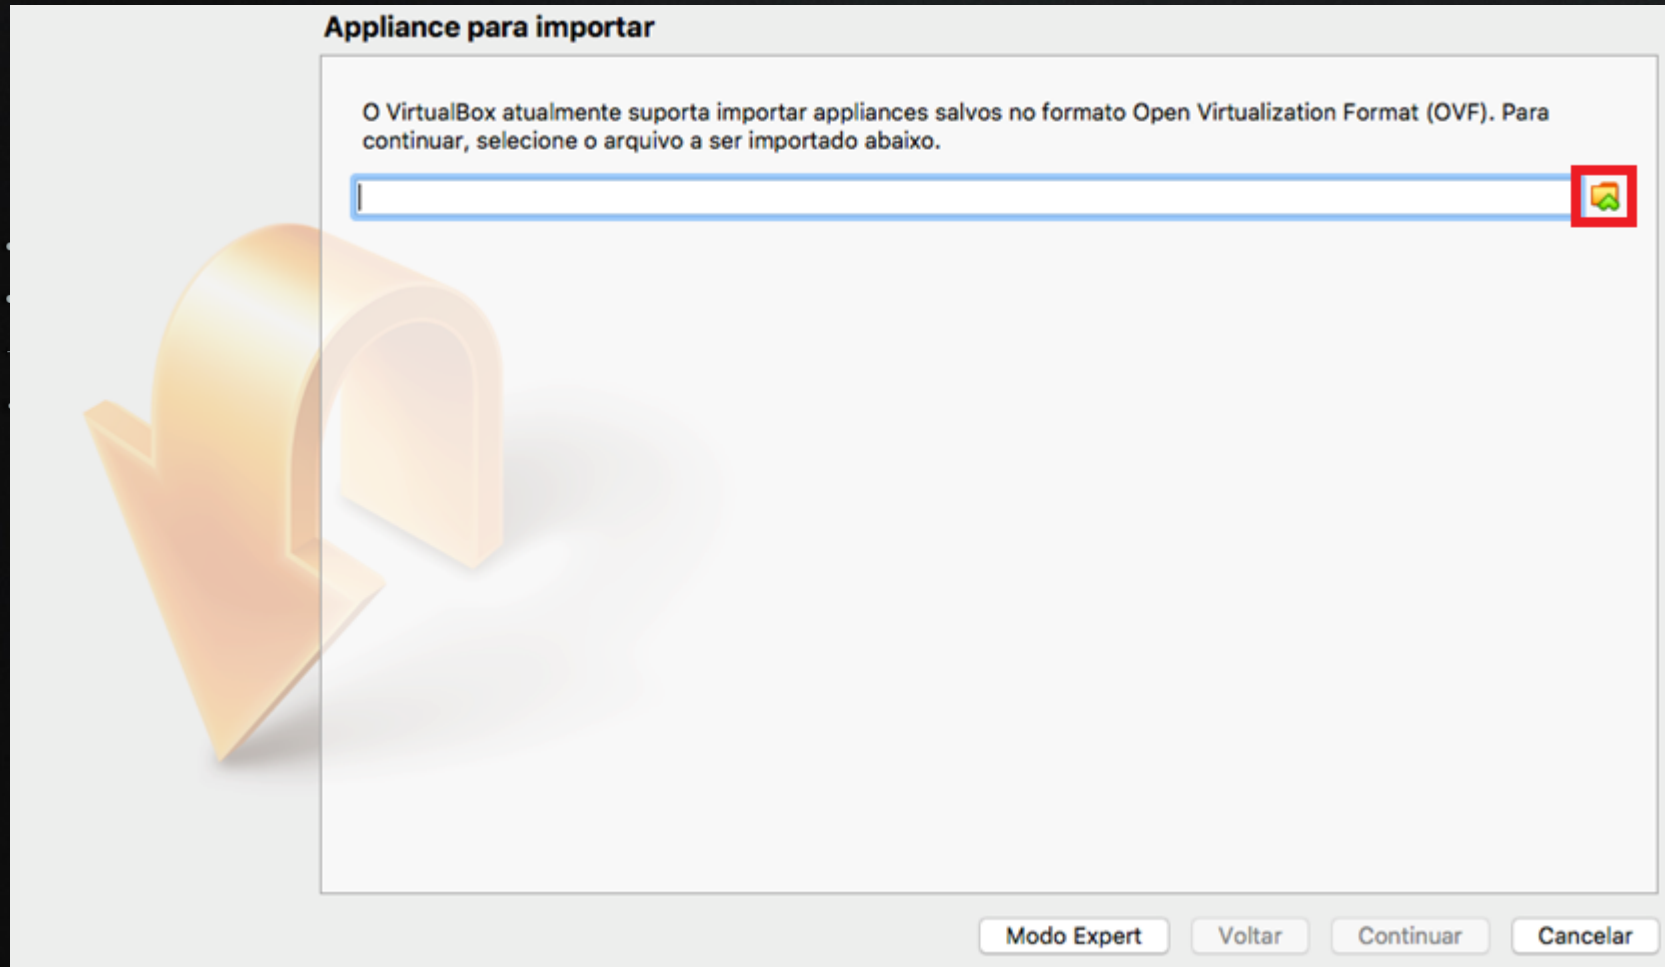 Appliance para importar
O VirtualBox atualmente suporta importar appliances salvos no formato Open Virtualization Format (OVF). Para
continuar, selecione o arquivo a ser importado abaixo.
Modo Expert
Voltar
Continuar
Cancelar